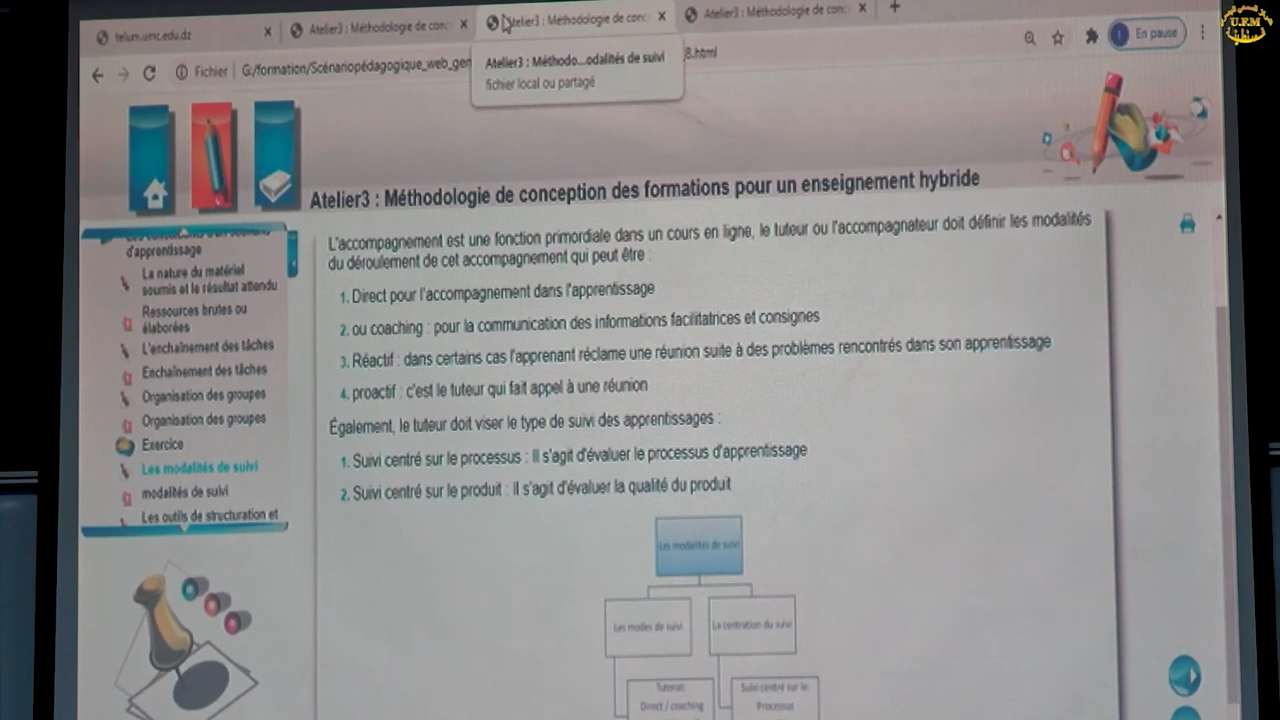 telum.umc.edu.dz
Atelier3 : Méthodologie de conc
Atelier3 : Méthodologie de con
Atelier3 : Méthodologie de conc
Fichier
G:/formation/Scénariopédagogique_web_gen
8.html
En pause
Atelier3 : Méthodo...odalités de suivi
fichier local ou partagé
U.F.M
Atelier3 : Méthodologie de conception des formations pour un enseignement hybride
d'apprentissage
La nature du matériel
soumis et le résultat attendu
Ressources brutes ou
élaborées
L'enchaînement des tâches
Enchaînement des tâches
Organisation des groupes
Organisation des groupes
Exercice
Les modalités de suivi
modalités de suivi
Les outils de structuration et
L'accompagnement est une fonction primordiale dans un cours en ligne, le tuteur ou l'accompagnateur doit définir les modalités
du déroulement de cet accompagnement qui peut être :
1. Direct pour l'accompagnement dans l'apprentissage
2. ou coaching : pour la communication des informations facilitatrices et consignes
3. Réactif : dans certains cas l'apprenant réclame une réunion suite à des problèmes rencontrés dans son apprentissage
4. proactif : c'est le tuteur qui fait appel à une réunion
Également, le tuteur doit viser le type de suivi des apprentissages :
1. Suivi centré sur le processus : Il s'agit d'évaluer le processus d'apprentissage
2. Suivi centré sur le produit : Il s'agit d'évaluer la qualité du produit
Les modalités de suivi
Les modes de suivi
La centration du suivi
Tutorat
Direct / coaching
Suivi centré sur le
Processus